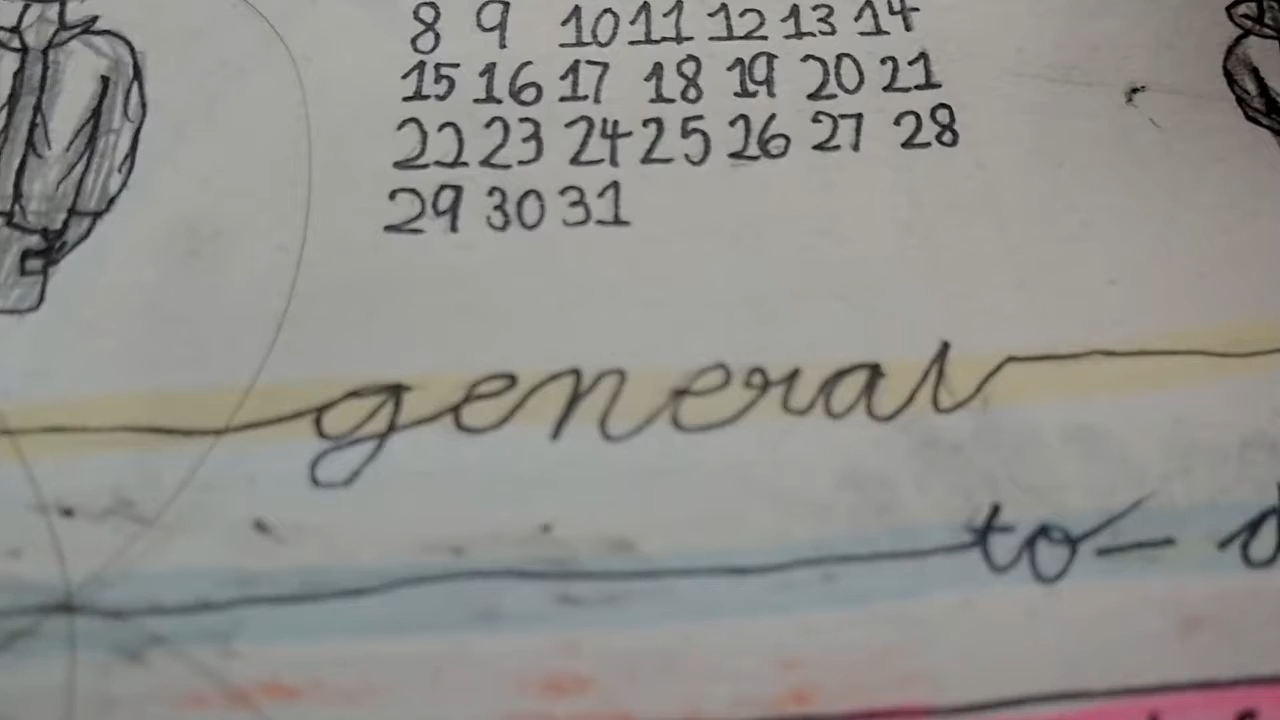 8 9 10 11 12 13 14
15 16 17 18 19 20 21
22 23 24 25 26 27 28
29 30 31
general
to-